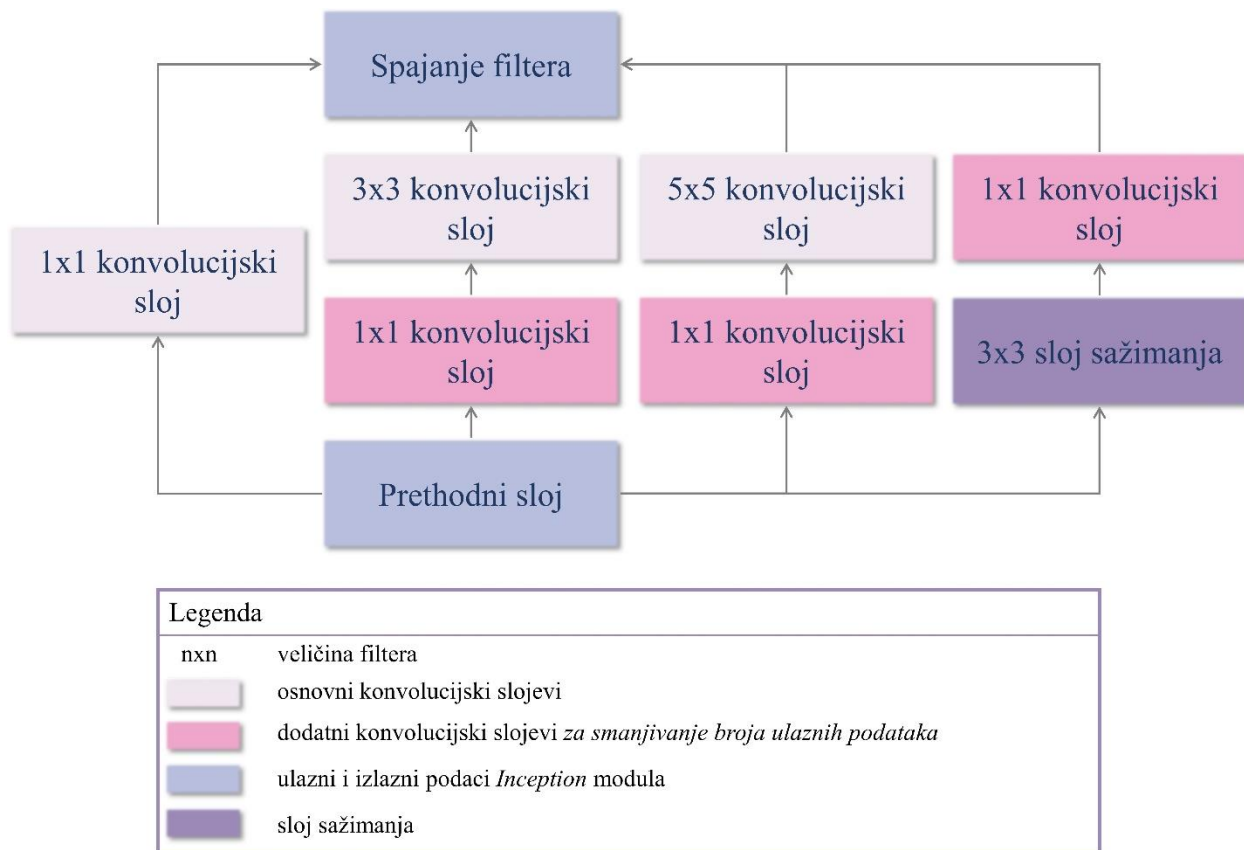 Spajanje filtera
3x3 konvolucijski
sloj
5x5 konvolucijski
sloj
1x1 konvolucijski
sloj
1x1 konvolucijski
sloj
1x1 konvolucijski
sloj
1x1 konvolucijski
sloj
3x3 sloj sažimanja
Prethodni sloj
Legenda
nxn veličina filtera
osnovni konvolucijski slojevi
dodatni konvolucijski slojevi za smanjivanje broja ulaznih podataka
ulazni i izlazni podaci Inception modula
sloj sažimanja